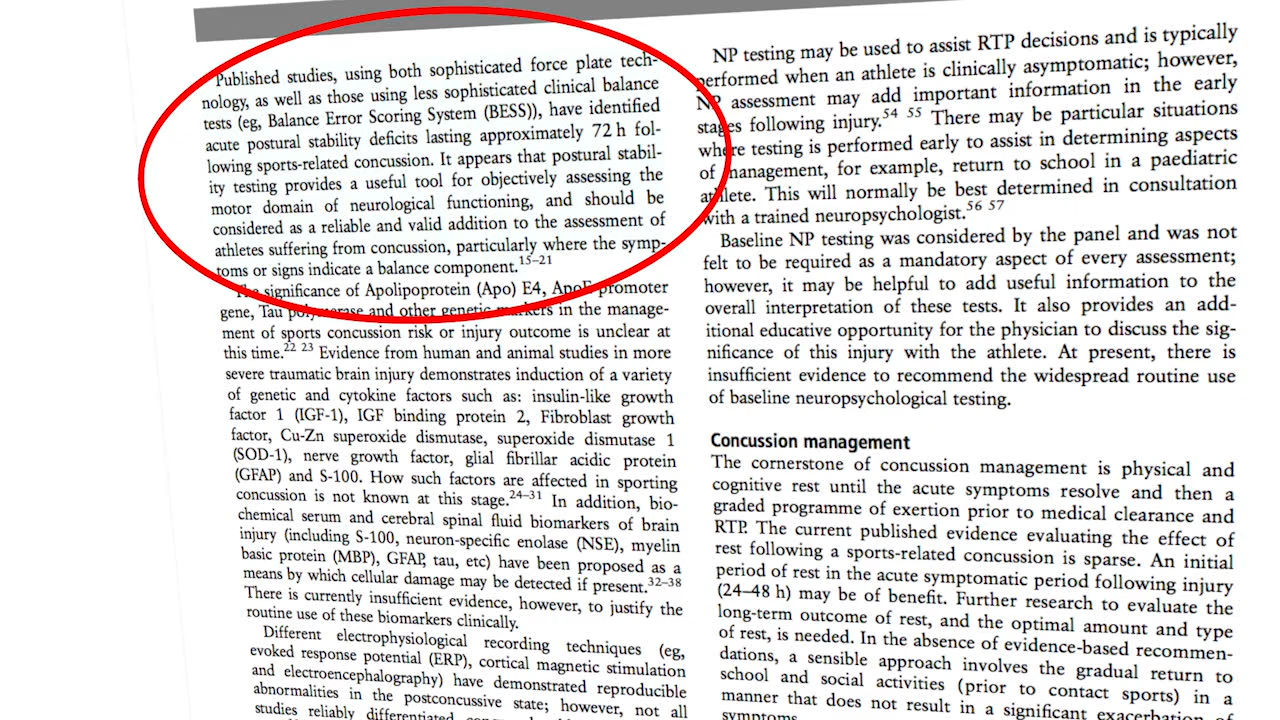 Published studies, using both sophisticated force plate tech-
nology, as well as those using less sophisticated clinical balance
tests (eg, Balance Error Scoring System (BESS)), have identified
acute postural stability deficits lasting approximately 72 h fol-
lowing sports-related concussion. It appears that postural stabil-
ity testing provides a useful tool for objectively assessing the
motor domain of neurological functioning, and should be
considered as a reliable and valid addition to the assessment of
athletes suffering from concussion, particularly where the symp-
toms or signs indicate a balance component.15–21
The significance of Apolipoprotein (Apo) E4, ApoE promoter
gene, Tau polymerase and other genetic markers in the manage-
ment of sports concussion risk or injury outcome is unclear at
this time.22 23 Evidence from human and animal studies in more
severe traumatic brain injury demonstrates induction of a variety
of genetic and cytokine factors such as: insulin-like growth
factor 1 (IGF-1), IGF binding protein 2, Fibroblast growth
factor, Cu-Zn superoxide dismutase, superoxide dismutase 1
(SOD-1), nerve growth factor, glial fibrillar acidic protein
(GFAP) and S-100. How such factors are affected in sporting
concussion is not known at this stage.24–31 In addition, bio-
chemical serum and cerebral spinal fluid biomarkers of brain
injury (including S-100, neuron-specific enolase (NSE), myelin
basic protein (MBP), GFAP, tau, etc) have been proposed as a
means by which cellular damage may be detected if present.32–38
There is currently insufficient evidence, however, to justify the
routine use of these biomarkers clinically.
Different electrophysiological recording techniques (eg,
evoked response potential (ERP), cortical magnetic stimulation
and electroencephalography) have demonstrated reproducible
abnormalities in the postconcussive state; however, not all
studies reliably differentiated
NP testing may be used to assist RTP decisions and is typically
performed when an athlete is clinically asymptomatic; however,
NP assessment may add important information in the early
stages following injury.54 55 There may be particular situations
where testing is performed early to assist in determining aspects
of management, for example, return to school in a paediatric
athlete. This will normally be best determined in consultation
with a trained neuropsychologist.56 57
Baseline NP testing was considered by the panel and was not
felt to be required as a mandatory aspect of every assessment;
however, it may be helpful to add useful information to the
overall interpretation of these tests. It also provides an add-
itional educative opportunity for the physician to discuss the sig-
nificance of this injury with the athlete. At present, there is
insufficient evidence to recommend the widespread routine use
of baseline neuropsychological testing.
Concussion management
The cornerstone of concussion management is physical and
cognitive rest until the acute symptoms resolve and then a
graded programme of exertion prior to medical clearance and
RTP. The current published evidence evaluating the effect of
rest following a sports-related concussion is sparse. An initial
period of rest in the acute symptomatic period following injury
(24–48 h) may be of benefit. Further research to evaluate the
long-term outcome of rest, and the optimal amount and type
of rest, is needed. In the absence of evidence-based recommen-
dations, a sensible approach involves the gradual return to
school and social activities (prior to contact sports) in a
manner that does not result in a significant exacerbation of
symptoms.